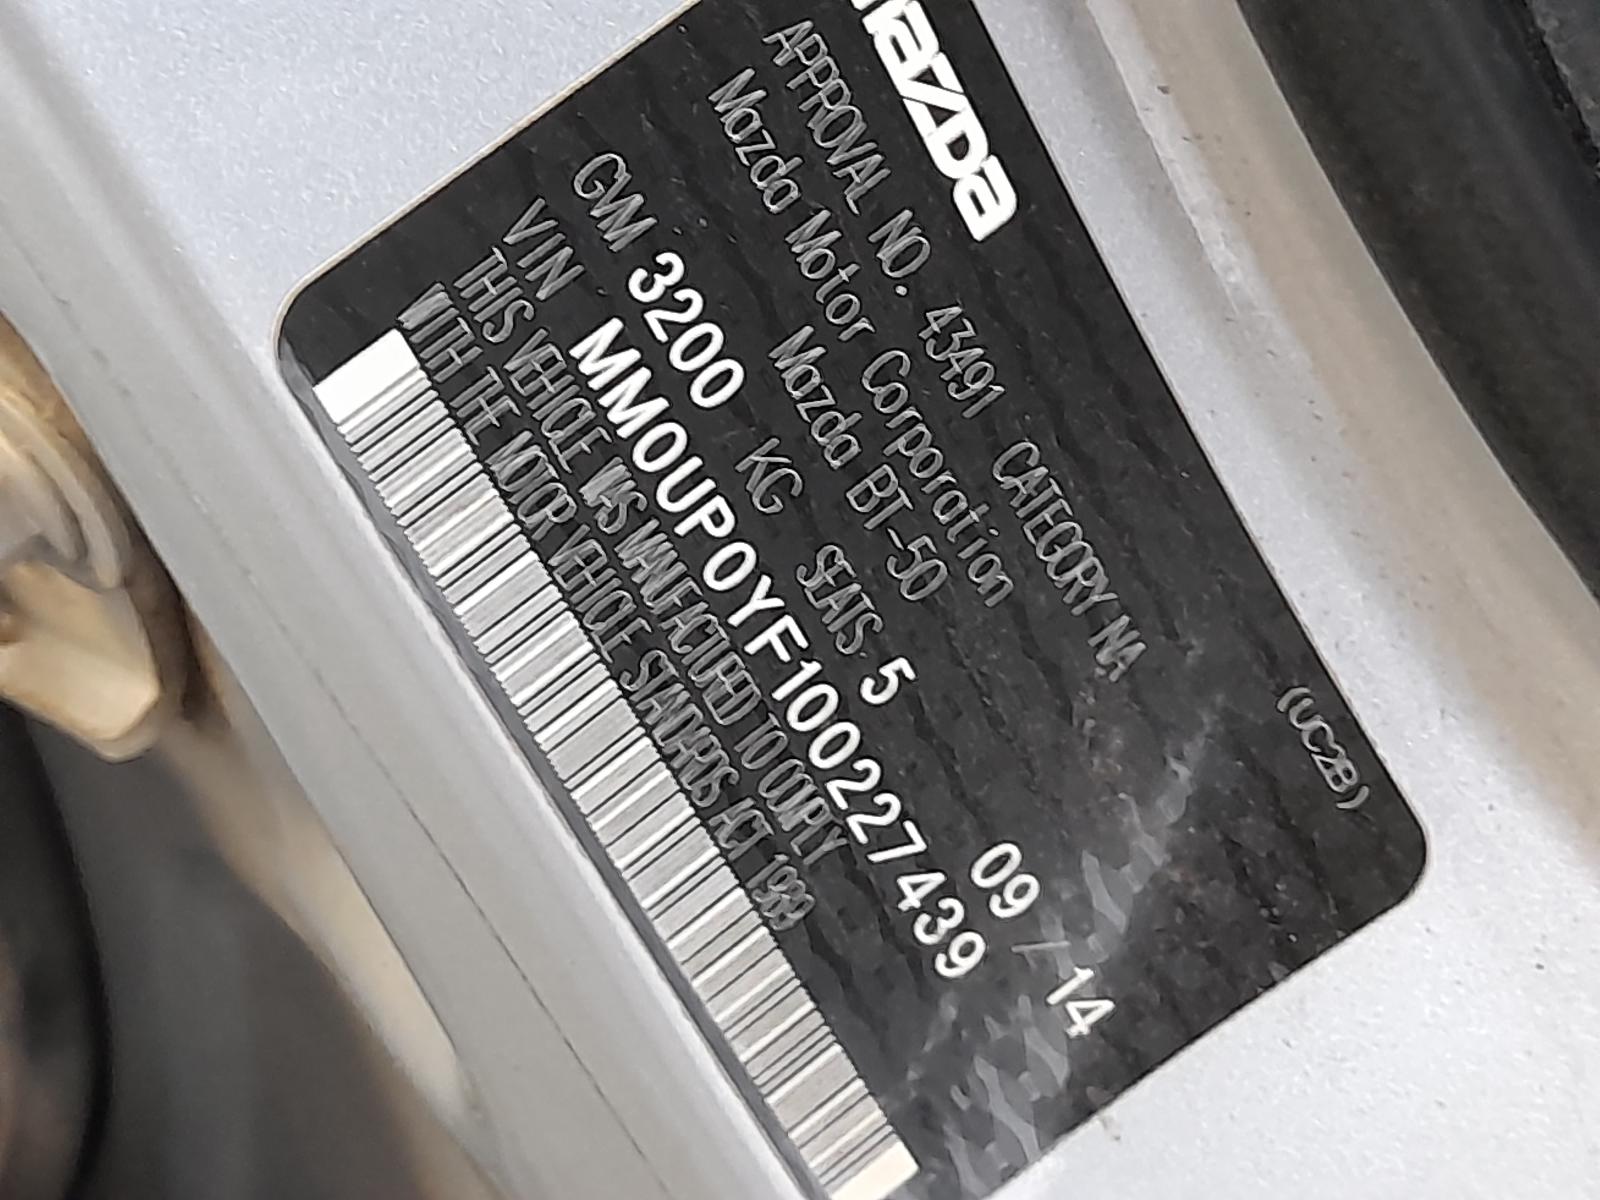 mazda
APPROVAL NO. 43491 CATEGORY NA (UC2B)
Mazda Motor Corporation
Mazda BT-50
GVM 3200 KG SEATS 5 09/14
VIN MM0UP0YF100227439
THIS VEHICLE WAS MANUFACTURED TO COMPLY
WITH THE MOTOR VEHICLE STANDARDS ACT 1989